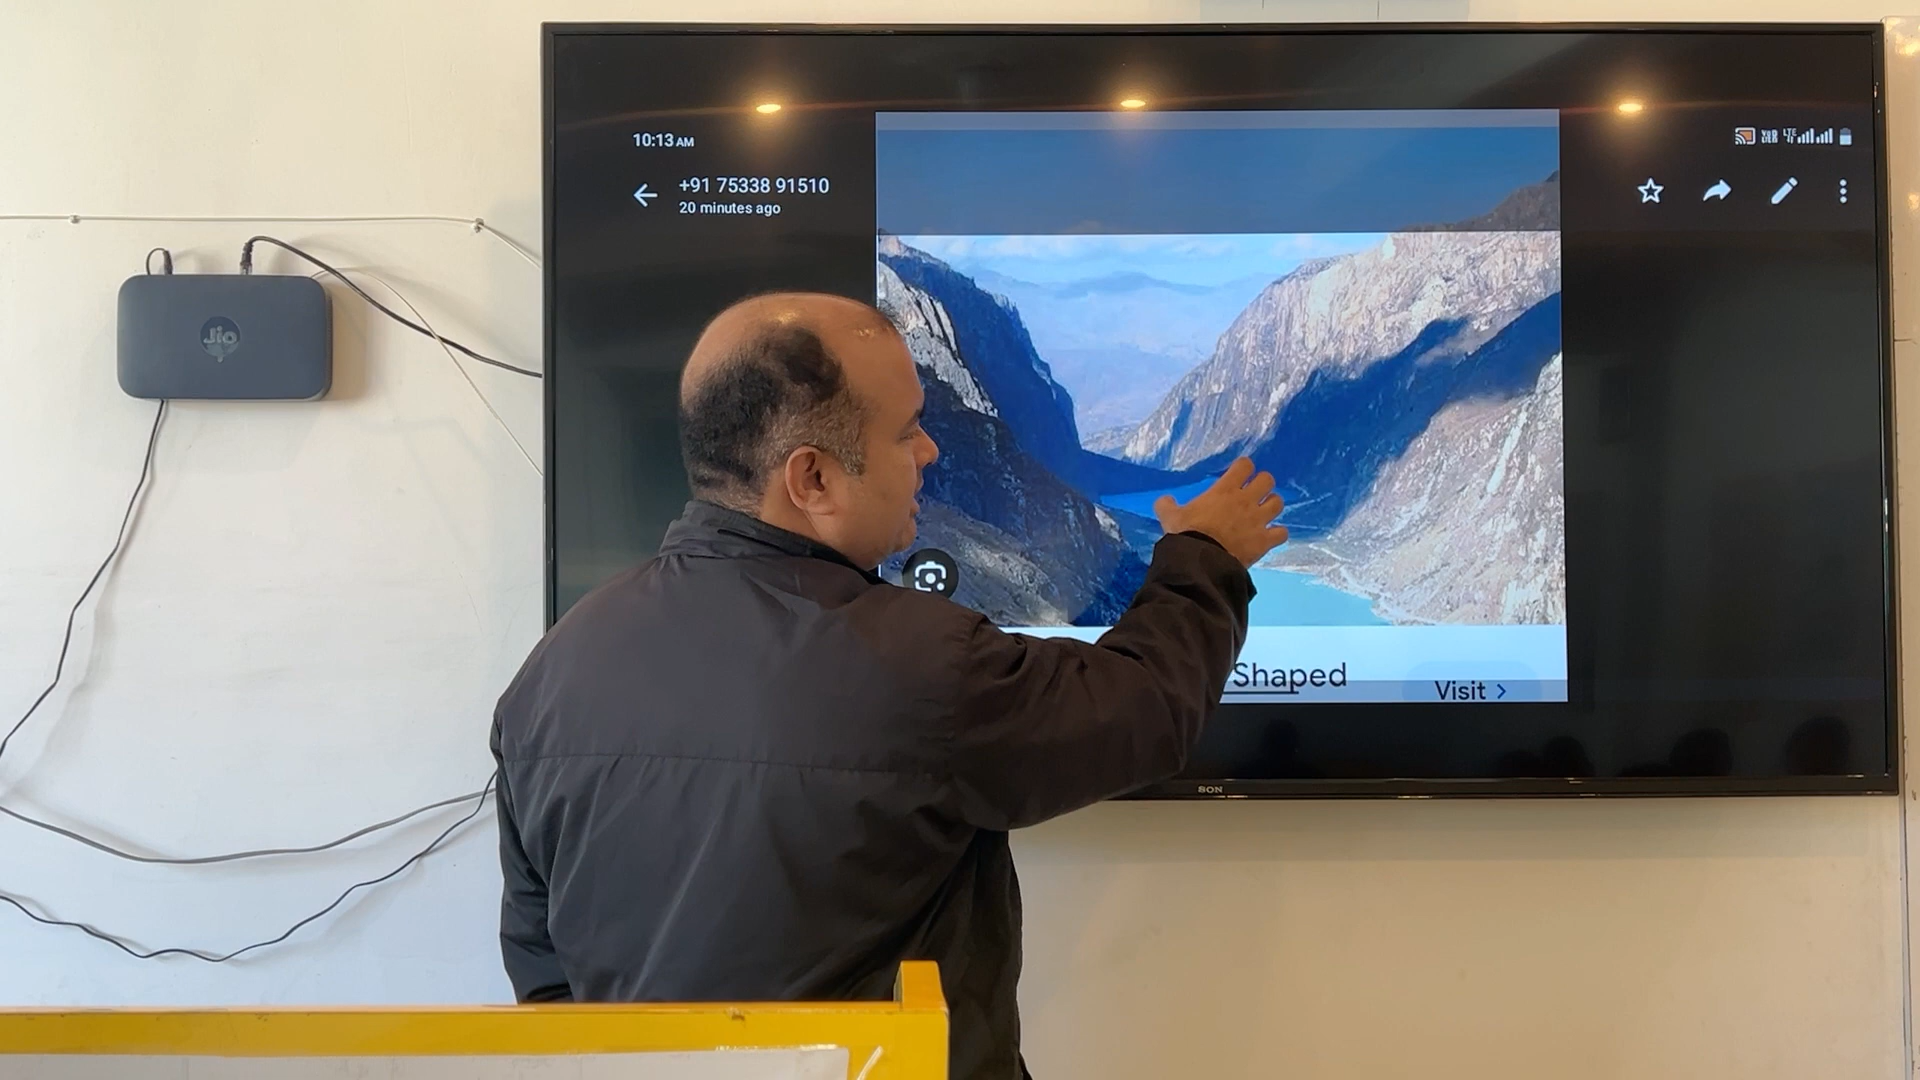 10:13 AM
+91 75338 91510
20 minutes ago
Jio
Shaped
Visit >
SON